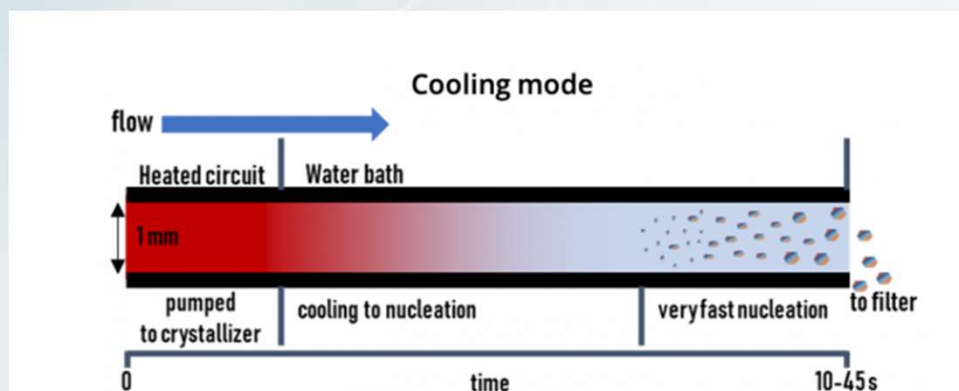 Cooling mode
flow
Heated circuit
Water bath
1 mm
pumped
to crystallizer
cooling to nucleation
very fast nucleation
to filter
0
time
10-45 s